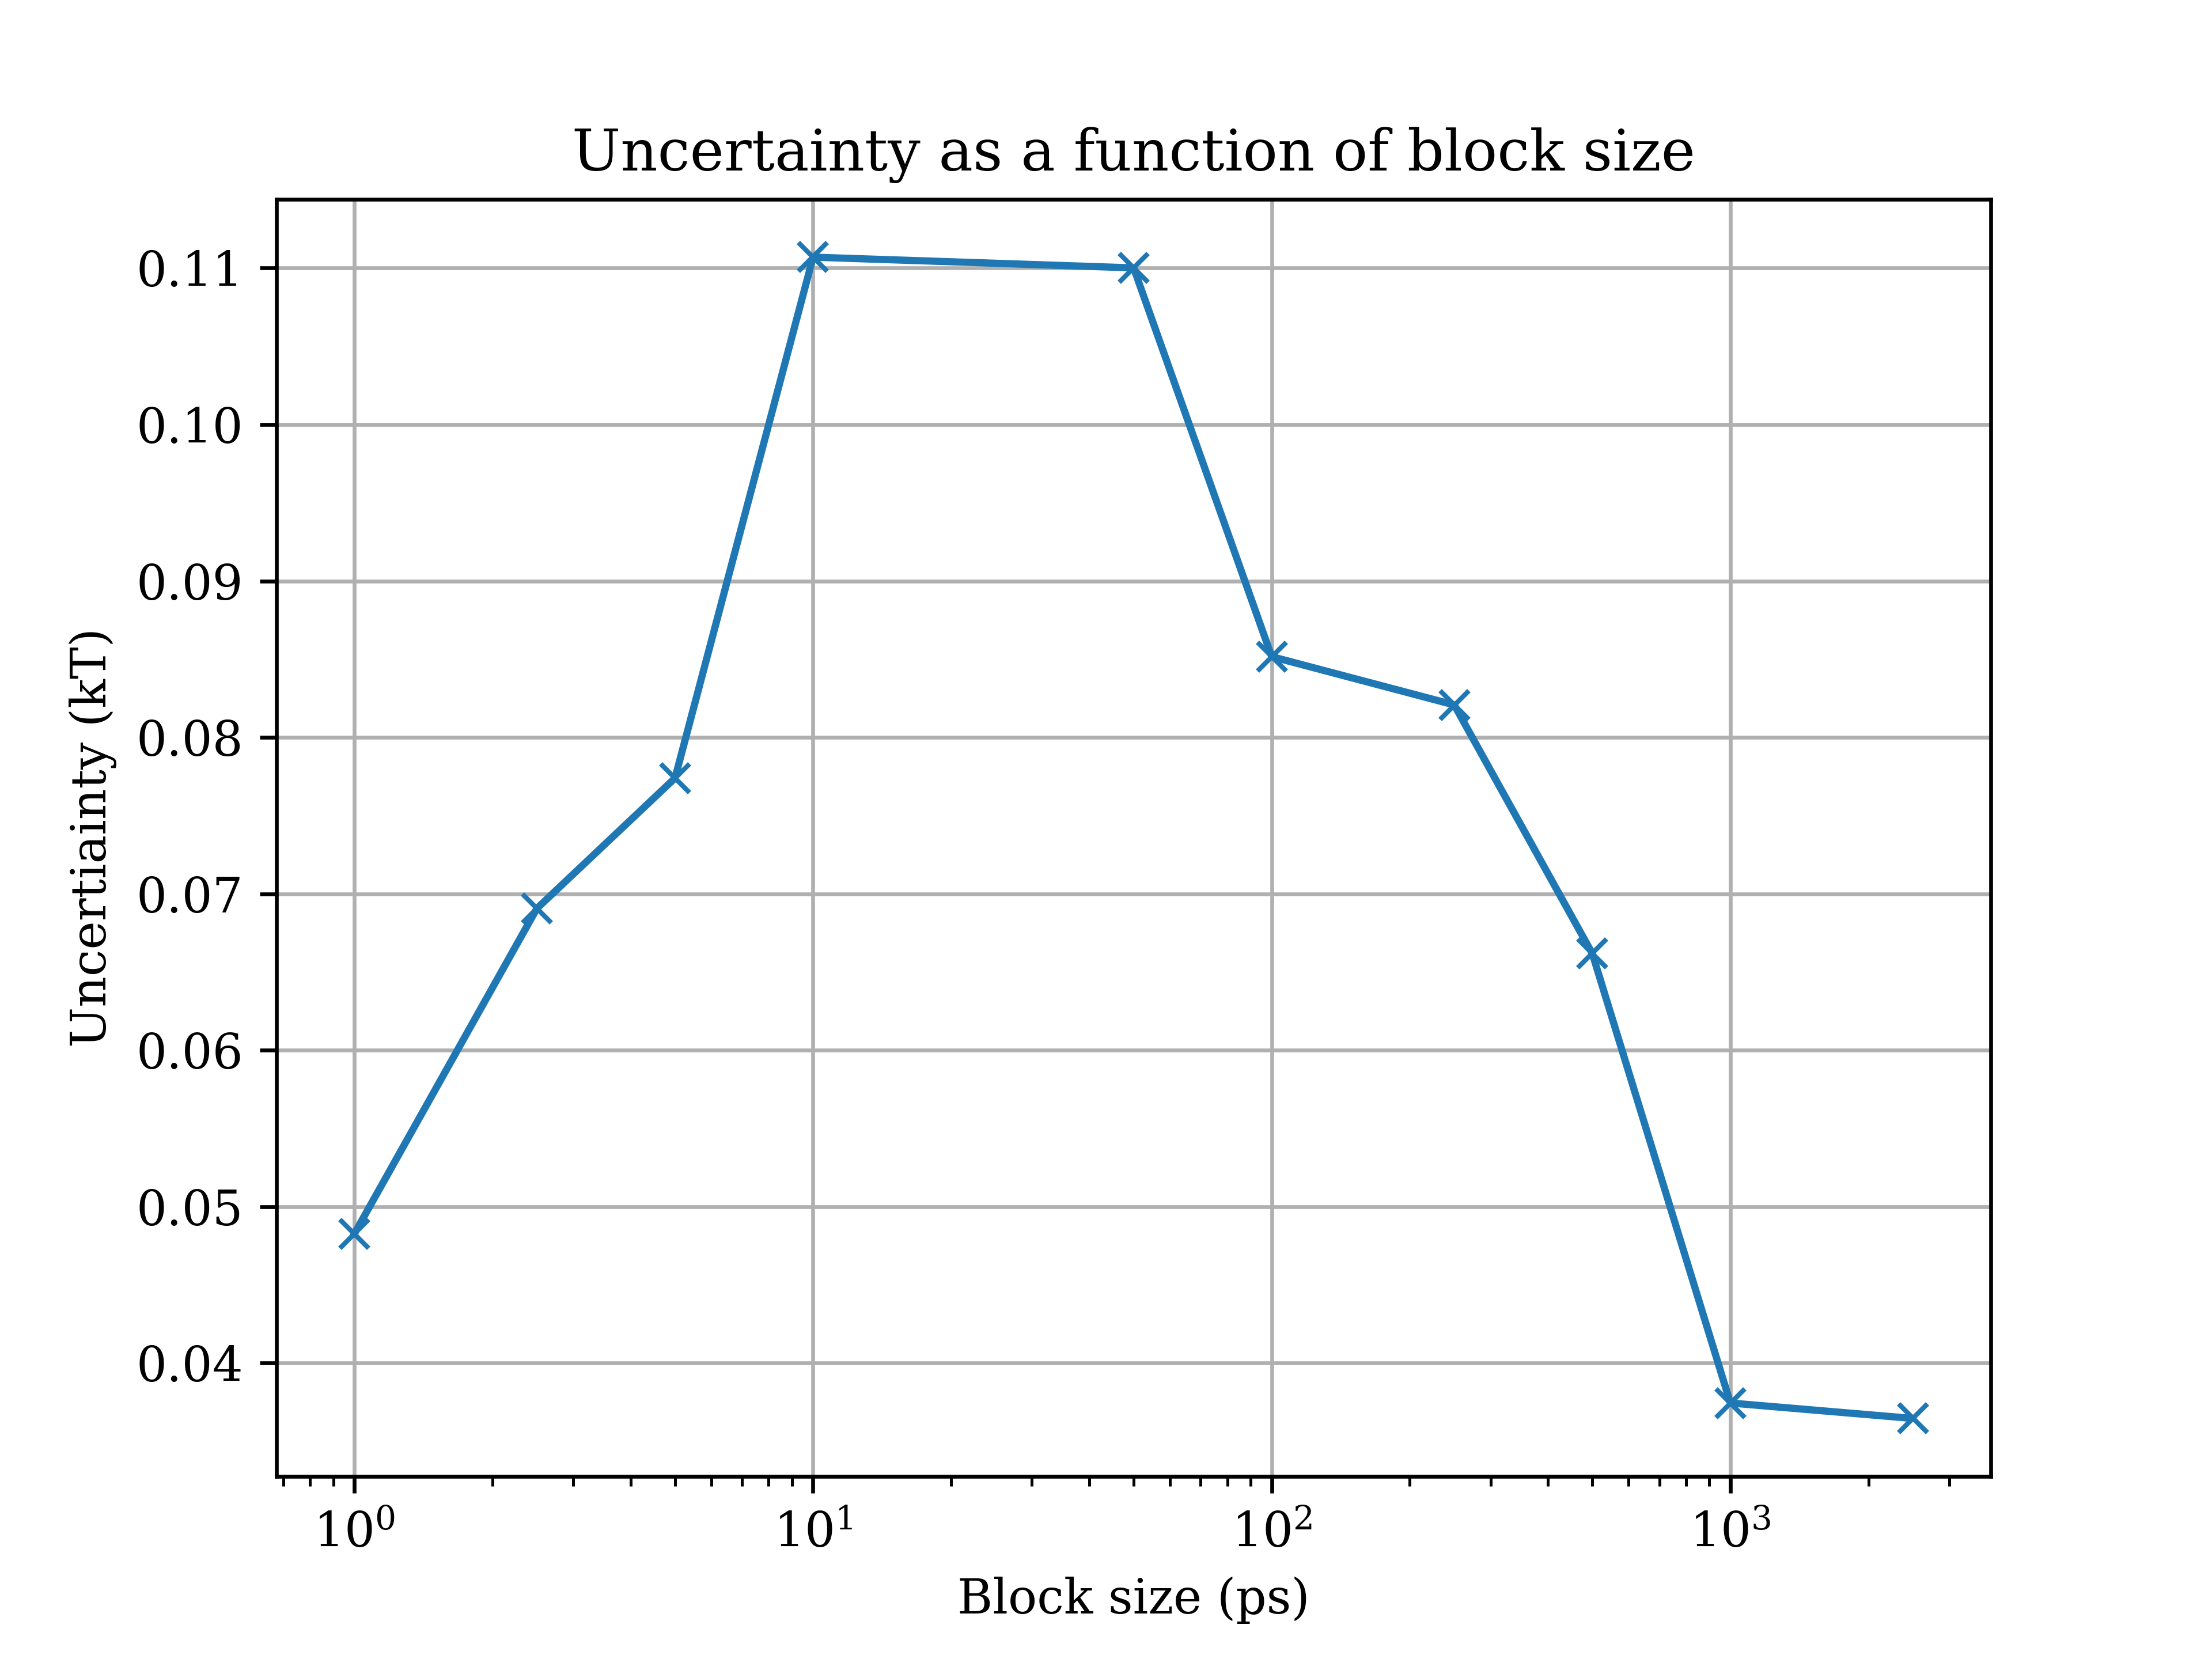 Uncertainty as a function of block size
0.11
0.10
0.09
0.08
0.07
0.06
0.05
0.04
Uncertiainty (kT)
10⁰ 10¹ 10² 10³
Block size (ps)